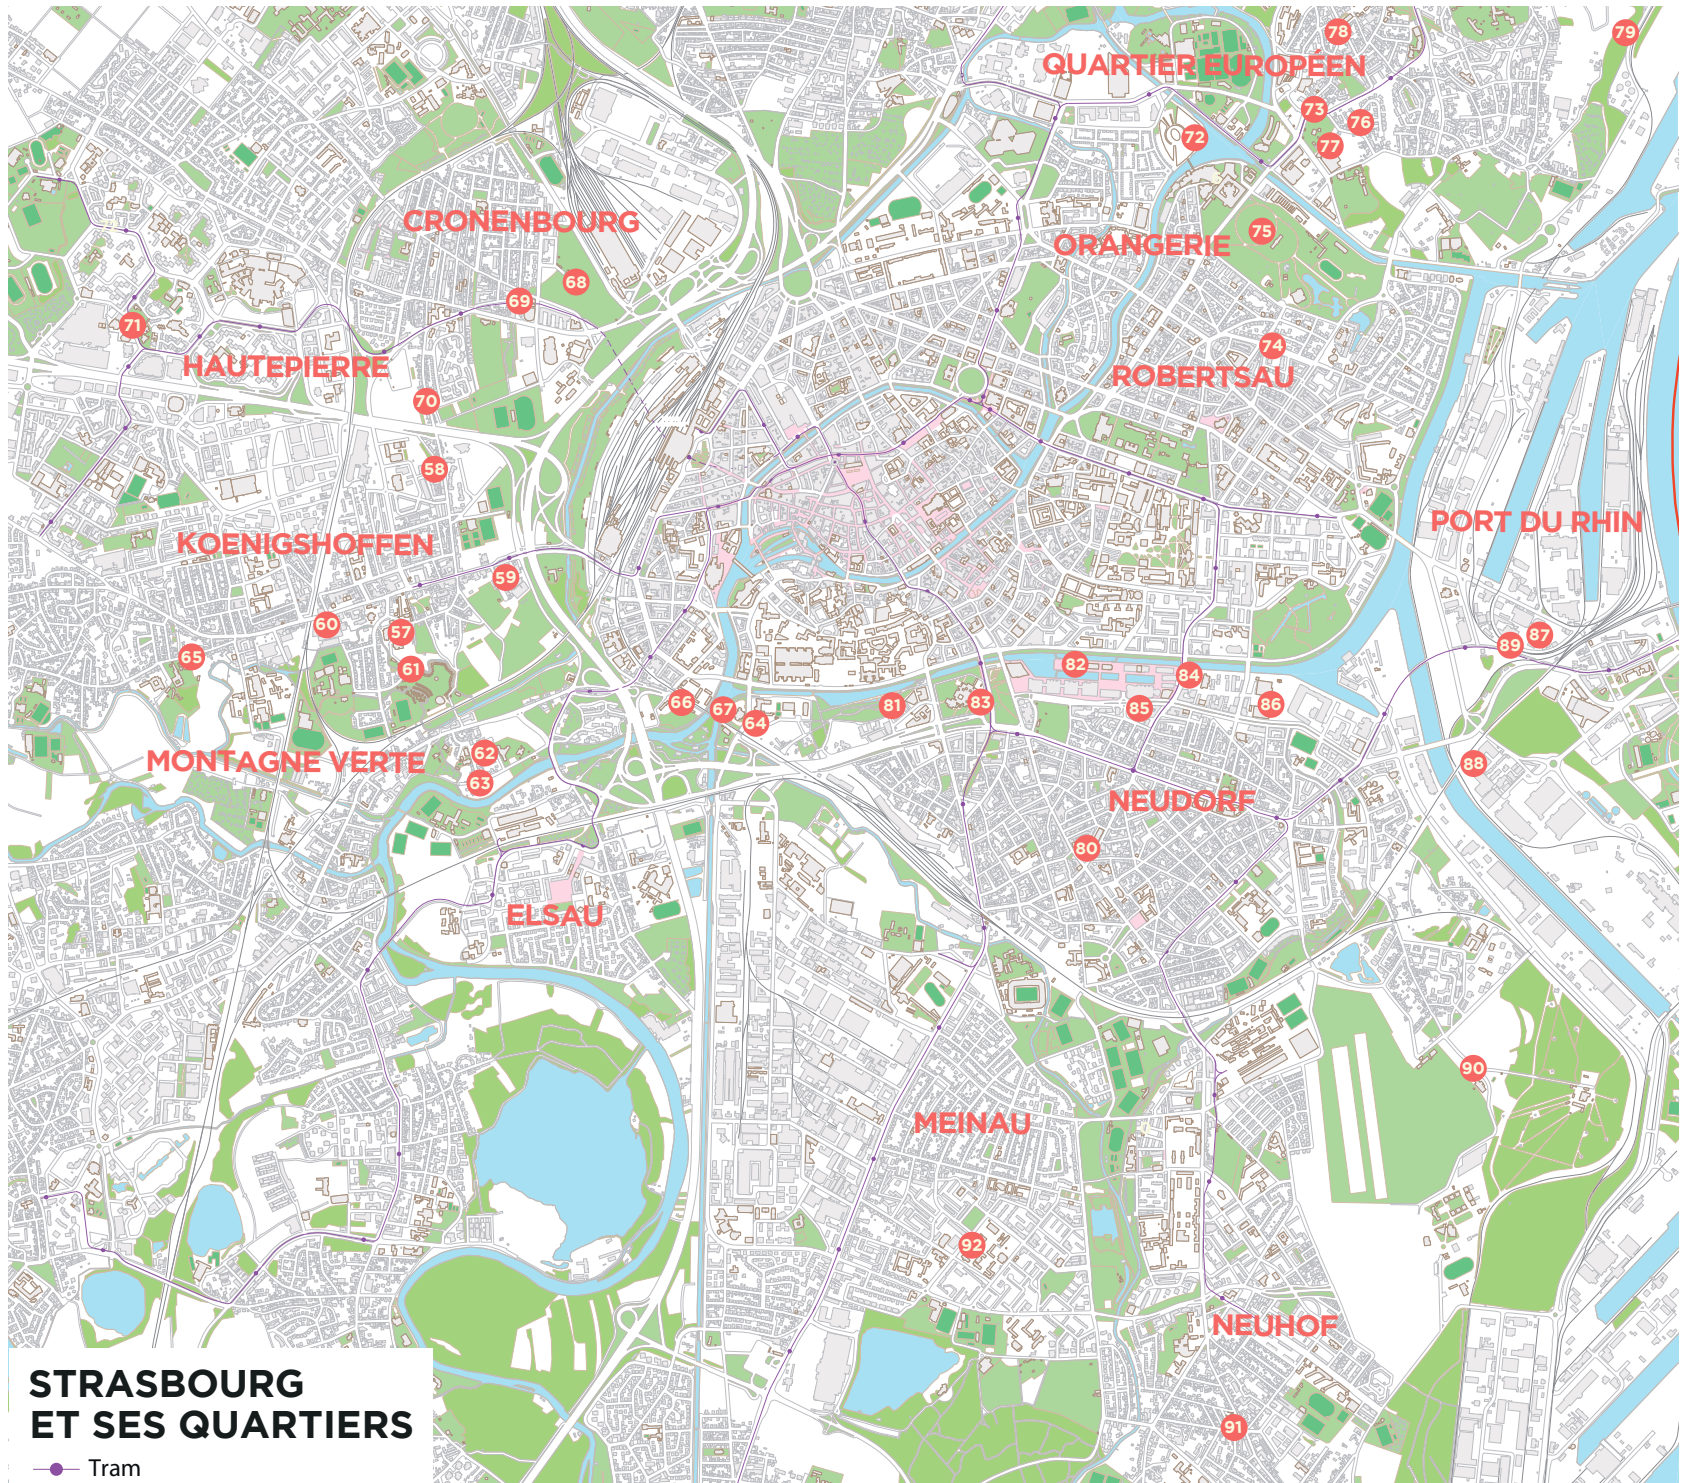 78
79
QUARTIER EUROPÉEN
73
76
72
77
CRONENBOURG
75
ORANGERIE
68
69
71
74
HAUTEPIERRE
ROBERTSAU
70
58
PORT DU RHIN
KOENIGSHOFFEN
59
60
57
87
89
65
82
61
84
66
83
86
81
67
85
64
62
MONTAGNE VERTE
88
63
NEUDORF
80
ELSAU
90
MEINAU
92
NEUHOF
91
STRASBOURG
ET SES QUARTIERS
Tram